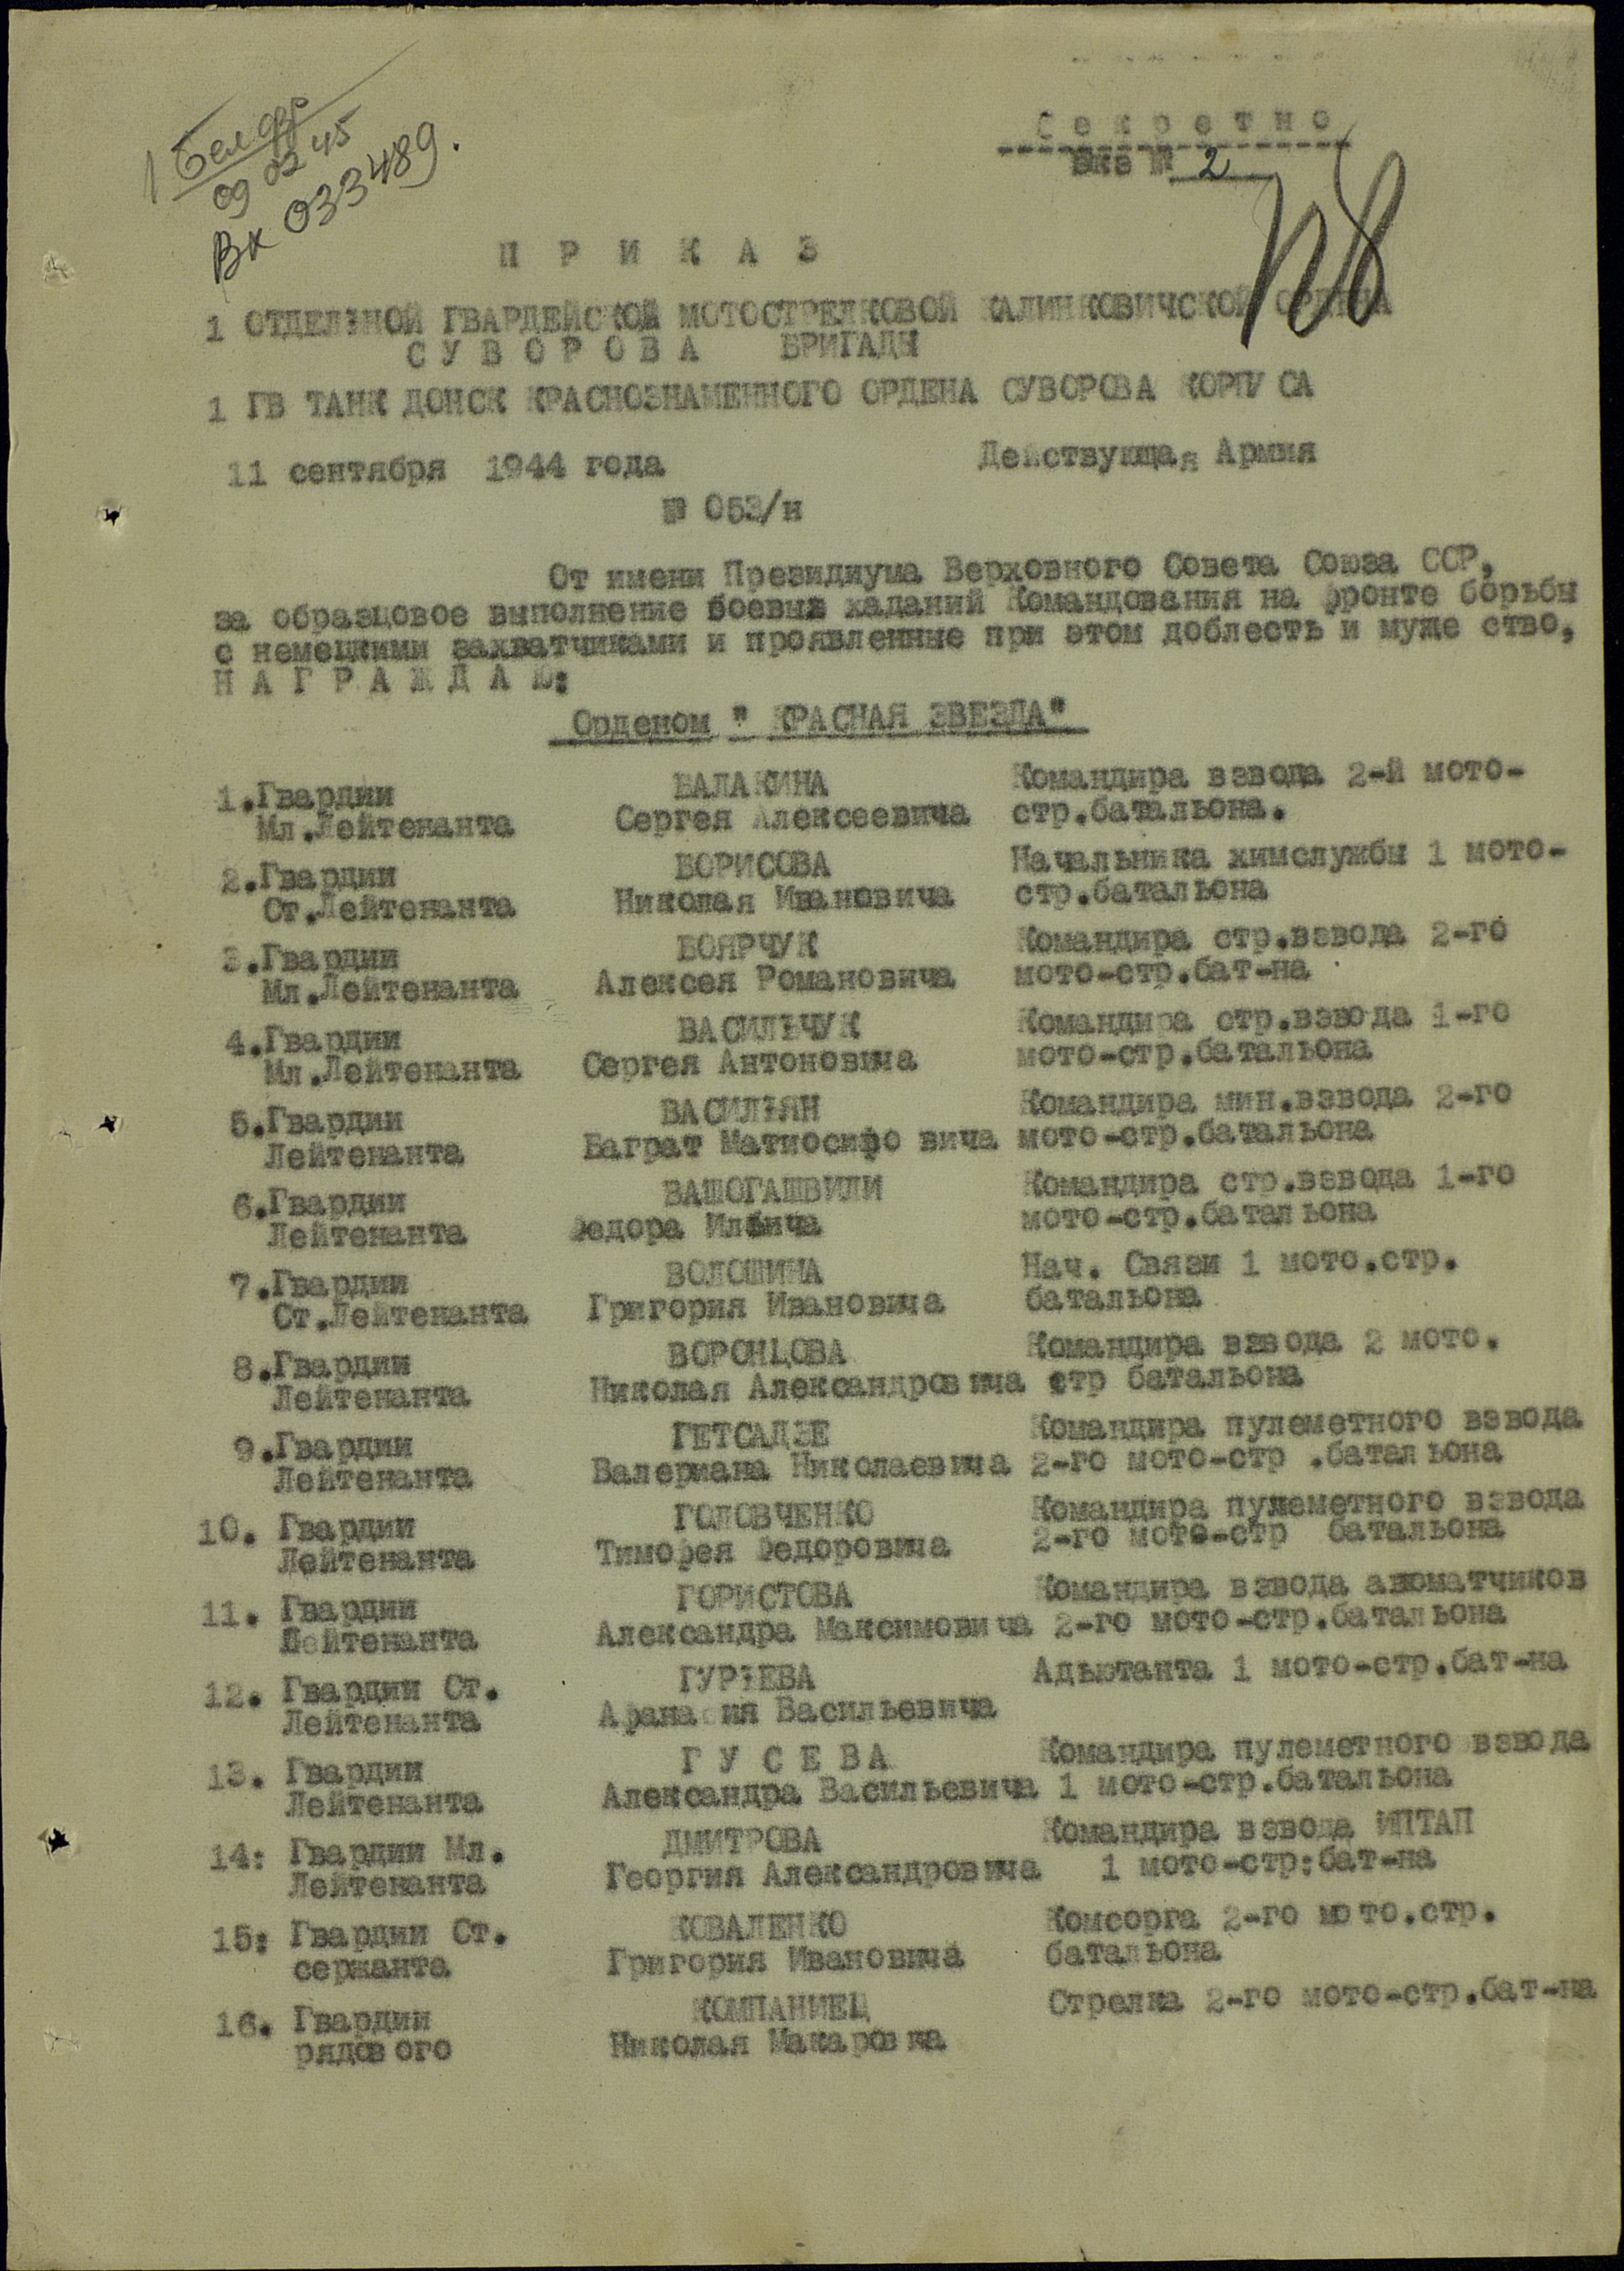 1 Бел фр
09 02 45
Вх 033489.
Секретно
экз № 2
ПРИКАЗ
1 ОТДЕЛЬНОЙ ГВАРДЕЙСКОЙ МОТОСТРЕЛКОВОЙ КАЛИНКОВИЧСКОЙ ОРДЕНА
СУВОРОВА БРИГАДЫ
1 ГВ ТАНК ДОНСК КРАСНОЗНАМЕННОГО ОРДЕНА СУВОРОВА КОРПУСА
11 сентября 1944 года Действующая Армия
№ 053/н
От имени Президиума Верховного Совета Союза ССР,
за образцовое выполнение боевых заданий Командования на фронте борьбы
с немецкими захватчиками и проявленные при этом доблесть и муже ство,
НАГРАЖДАЮ:
Орденом "КРАСНАЯ ЗВЕЗДА"
1.Гвардии БАЛАКИНА Командира взвода 2-й мото-
Мл.Лейтенанта Сергея Алексеевича стр.батальона.
2.Гвардии БОРИСОВА Начальника химслужбы 1 мото-
Ст.Лейтенанта Николая Ивановича стр.батальона
3.Гвардии БОЯРЧУК Командира стр.взвода 2-го
Мл.Лейтенанта Алексея Романовича мото-стр.бат-на
4.Гвардии ВАСИЛЬЧУК Командира стр.взвода 1-го
Мл.Лейтенанта Сергея Антоновича мото-стр.батальона
5.Гвардии ВАСИЛЬЯН Командира мин.взвода 2-го
Лейтенанта Баграт Матиосифо вича мото-стр.батальона
6.Гвардии ВАШОГАШВИЛИ Командира стр.взвода 1-го
Лейтенанта Федора Ильича мото-стр.батальона
7.Гвардии ВОЛОШИНА Нач. Связи 1 мото.стр.
Ст.Лейтенанта Григория Ивановича батальона
8.Гвардии ВОРОНЦОВА Командира взвода 2 мото.
Лейтенанта Николая Александровича стр батальона
9.Гвардии ГЕТСАДЗЕ Командира пулеметного взвода
Лейтенанта Валериана Николаевича 2-го мото-стр .батальона
10. Гвардии ГОЛОВЧЕНКО Командира пулеметного взвода
Лейтенанта Тимофея Федоровича 2-го мото-стр батальона
11. Гвардии ГОРИСТОВА Командира взвода автоматчиков
Лейтенанта Александра Максимовича 2-го мото-стр.батальона
12. Гвардии Ст. ГУРЬЕВА Адъютанта 1 мото-стр.бат-на
Лейтенанта Афанасия Васильевича
13. Гвардии ГУСЕВА Командира пулеметного взвода
Лейтенанта Александра Васильевича 1 мото-стр.батальона
14: Гвардии Мл. ДМИТРОВА Командира взвода ИПТАП
Лейтенанта Георгия Александровича 1 мото-стр:бат-на
15: Гвардии Ст. КОВАЛЕНКО Комсорга 2-го мото.стр.
сержанта Григория Ивановича батальона
16. Гвардии КОМПАНИЕЦ Стрелка 2-го мото-стр.бат-на
рядового Николая Макаровича